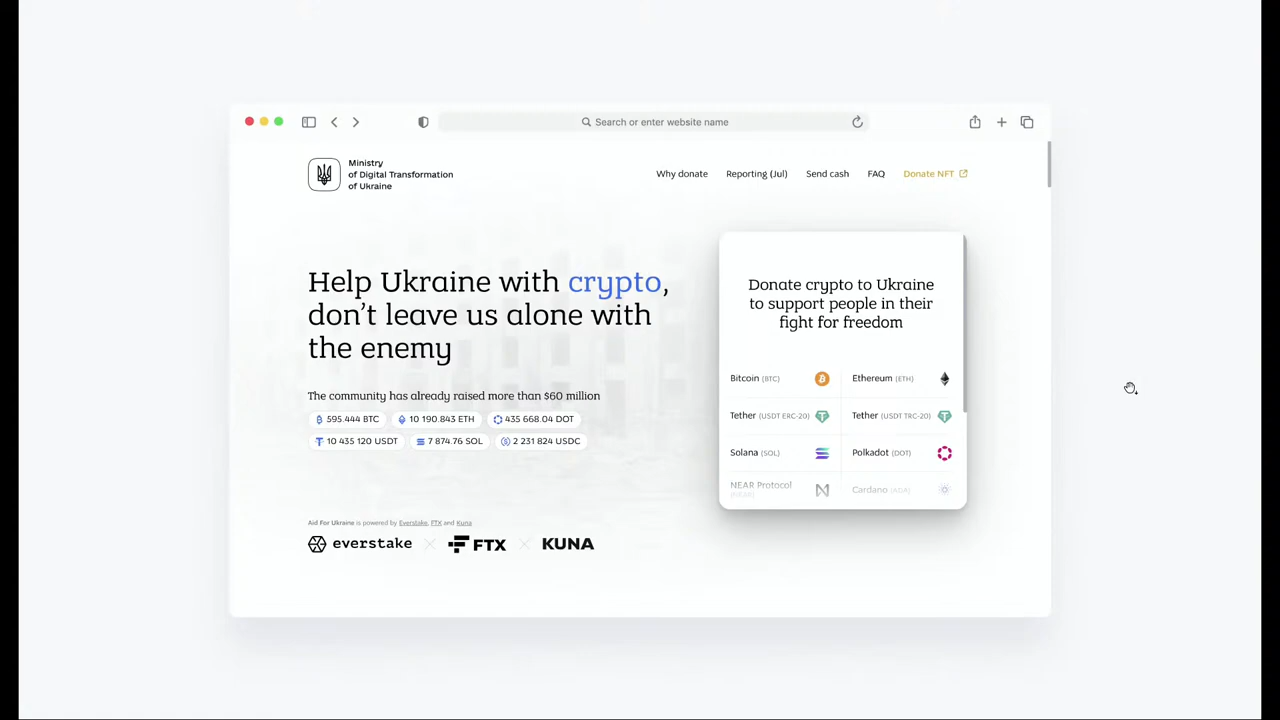 Search or enter website name
Ministry
of Digital Transformation
of Ukraine
Why donate
Reporting (Jul)
Send cash
FAQ
Donate NFT
Help Ukraine with crypto,
don't leave us alone with
the enemy
The community has already raised more than $60 million
595.444 BTC
10 190.843 ETH
435 668.04 DOT
10 435 120 USDT
7 874.76 SOL
2 231 824 USDC
Aid For Ukraine is powered by Everstake, FTX and Kuna
everstake
FTX
KUNA
Donate crypto to Ukraine
to support people in their
fight for freedom
Bitcoin (BTC)
Ethereum (ETH)
Tether (USDT ERC-20)
Tether (USDT TRC-20)
Solana (SOL)
Polkadot (DOT)
NEAR Protocol
(NEAR)
Cardano (ADA)